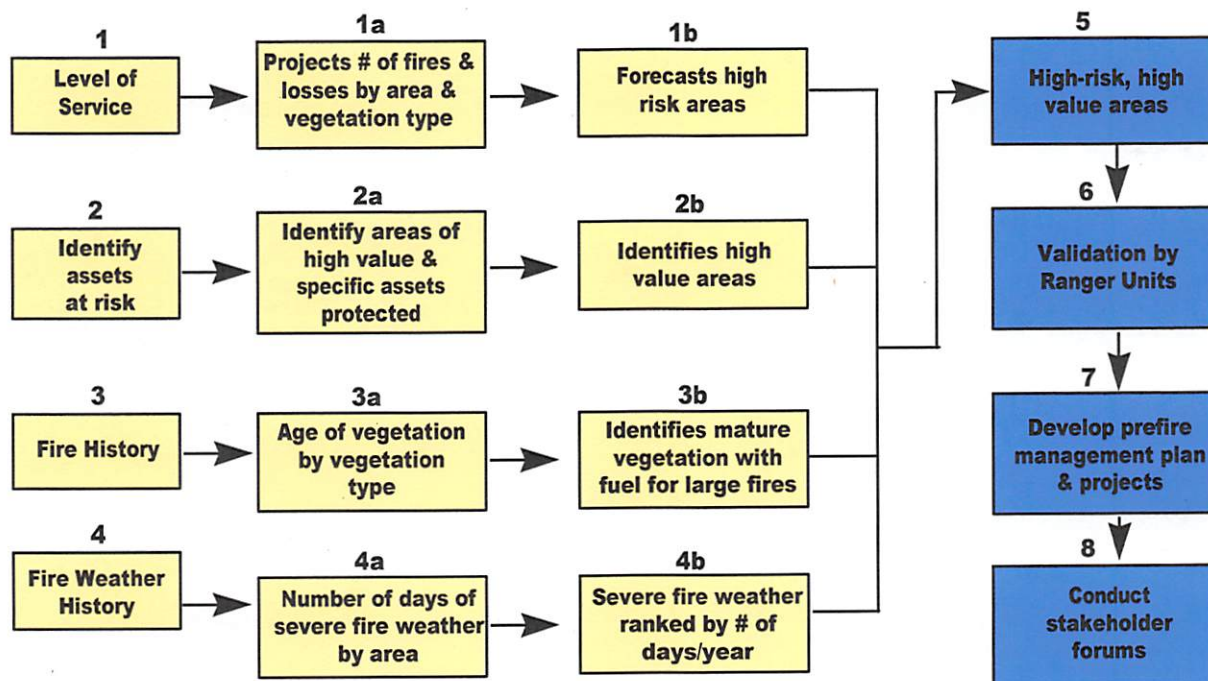 1
Level of
Service
1a
Projects # of fires &
losses by area &
vegetation type
1b
Forecasts high
risk areas
2
Identify
assets
at risk
2a
Identify areas of
high value &
specific assets
protected
2b
Identifies high
value areas
3
Fire History
3a
Age of vegetation
by vegetation
type
3b
Identifies mature
vegetation with
fuel for large fires
4
Fire Weather
History
4a
Number of days of
severe fire weather
by area
4b
Severe fire weather
ranked by # of
days/year
5
High-risk, high
value areas
6
Validation by
Ranger Units
7
Develop prefire
management plan
& projects
8
Conduct
stakeholder
forums